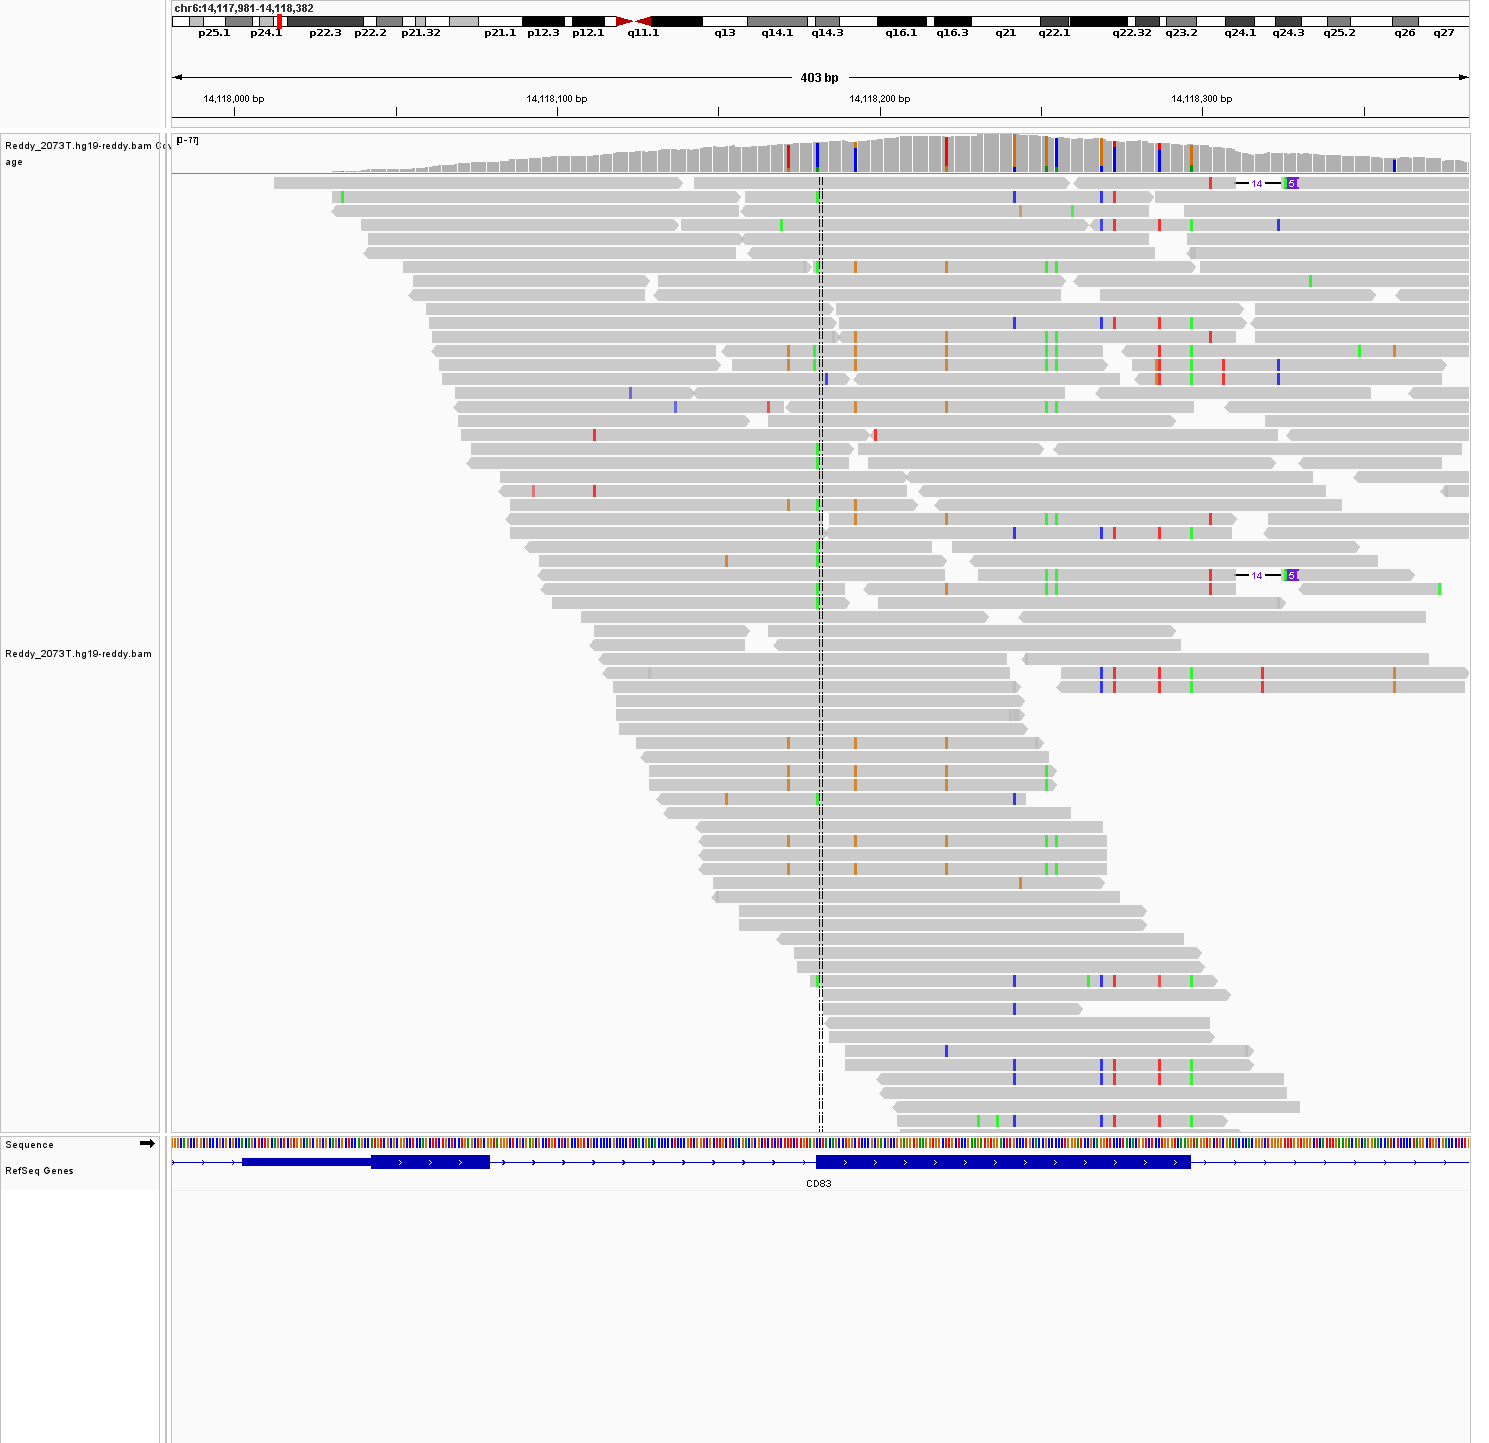 chr6:14,117,981-14,118,382
p25.1 p24.1 p22.3 p22.2 p21.32 p21.1 p12.3 p12.1 q11.1 q13 q14.1 q14.3 q16.1 q16.3 q21 q22.1 q22.32 q23.2 q24.1 q24.3 q25.2 q26 q27
403 bp
14,118,000 bp 14,118,100 bp 14,118,200 bp 14,118,300 bp
Reddy_2073T.hg19-reddy.bam Cov
age
[0-77]
14 5
14 5
Reddy_2073T.hg19-reddy.bam
Sequence
RefSeq Genes
CD83